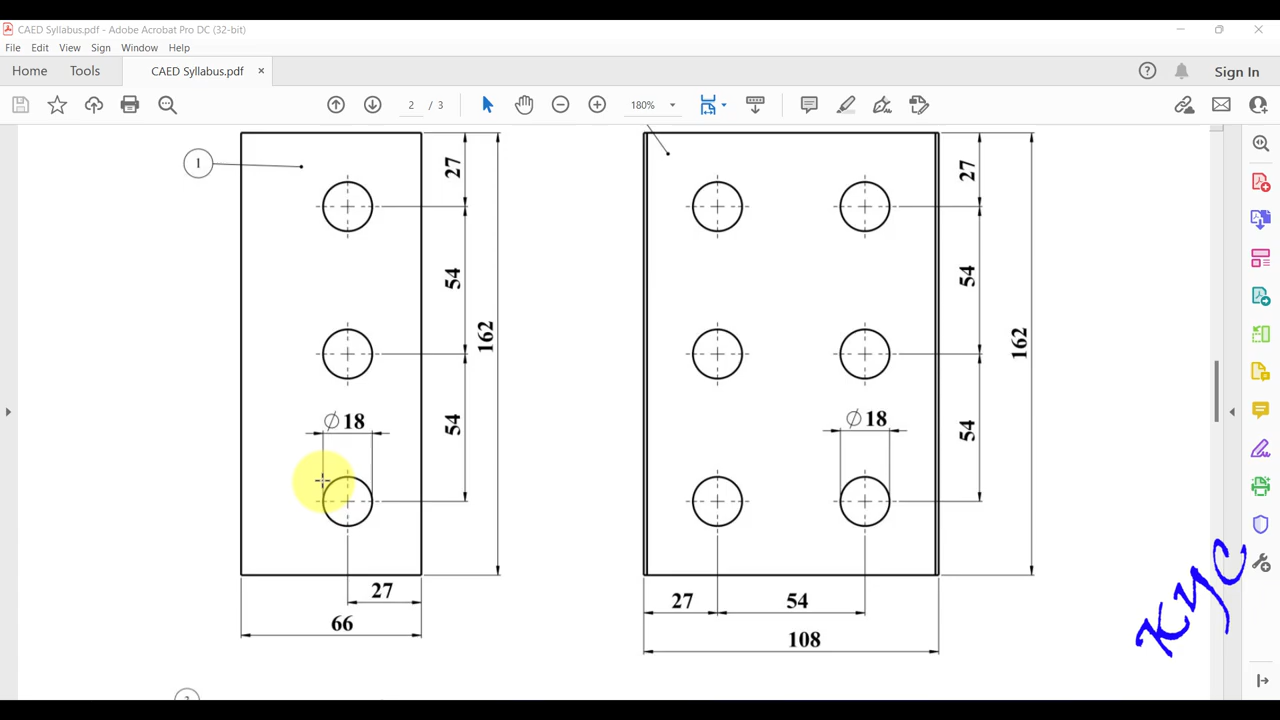 CAED Syllabus.pdf - Adobe Acrobat Pro DC (32-bit)
File Edit View Sign Window Help
Home Tools CAED Syllabus.pdf × ? Sign In
2 / 3 180%
1
27
54
54
162
Ø 18
27
66
27
54
54
162
Ø 18
27 54
108
KYC